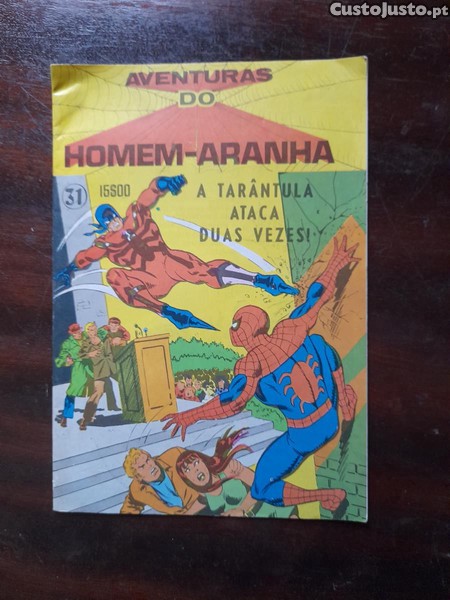 CustoJusto.pt
AVENTURAS
DO
HOMEM-ARANHA
31
15$00
A TARÂNTULA
ATACA
DUAS VEZES!